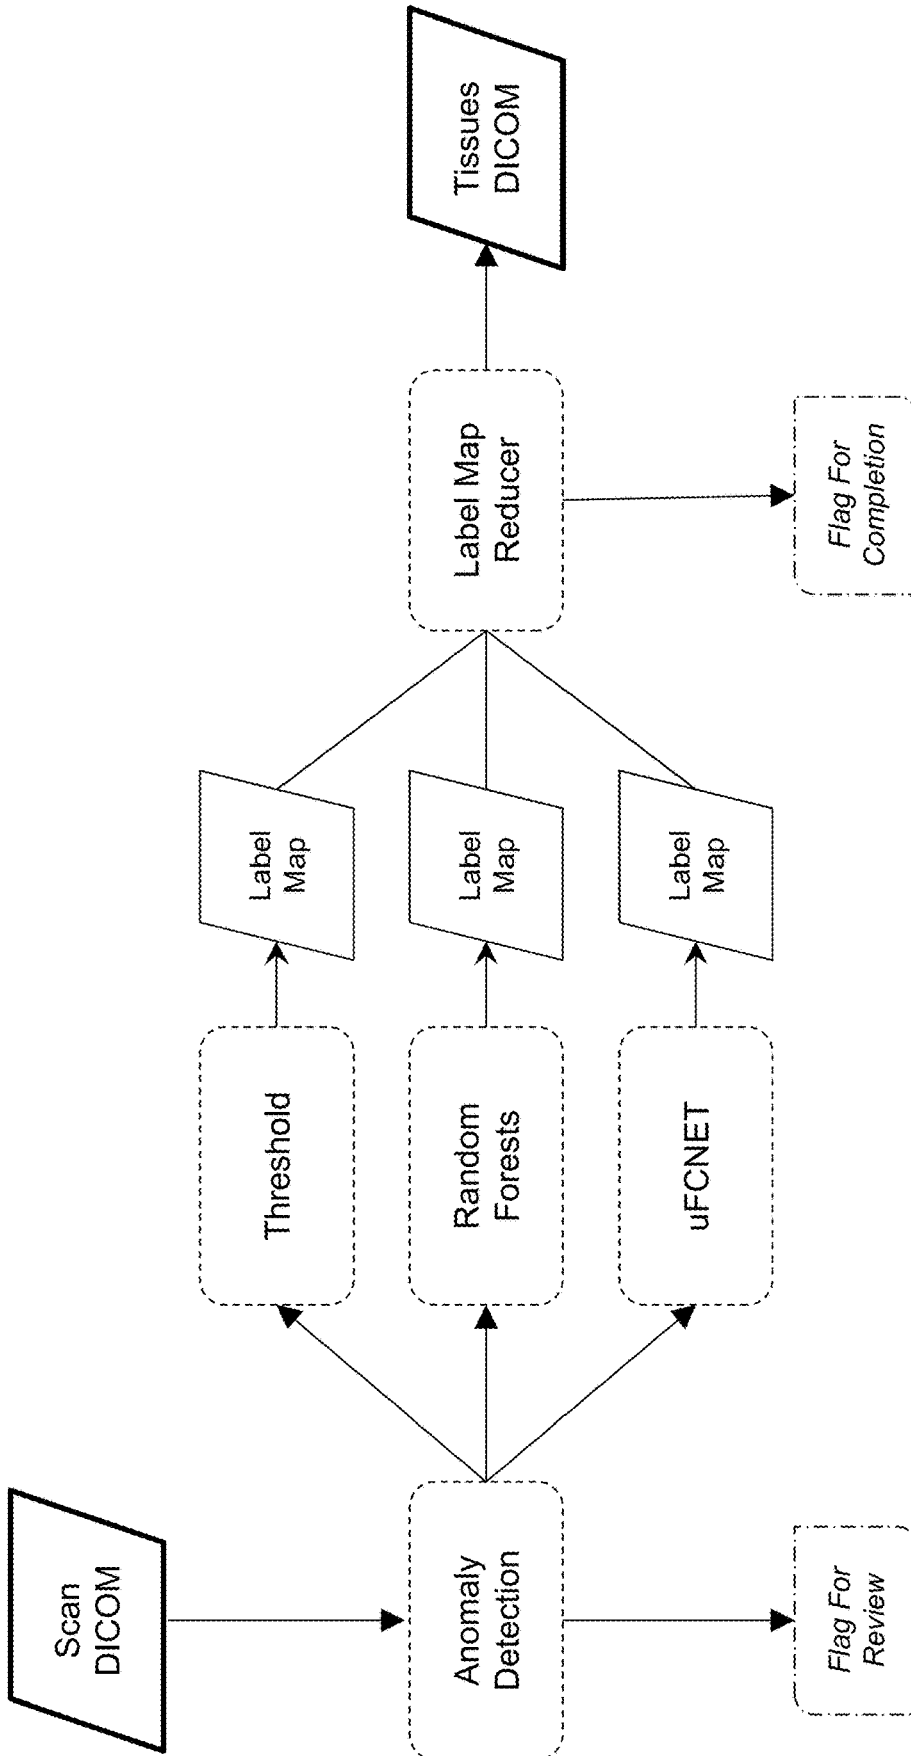 Scan
DICOM
Anomaly
Detection
Flag For
Review
Threshold
Random
Forests
uFCNET
Label
Map
Label
Map
Label
Map
Label Map
Reducer
Flag For
Completion
Tissues
DICOM